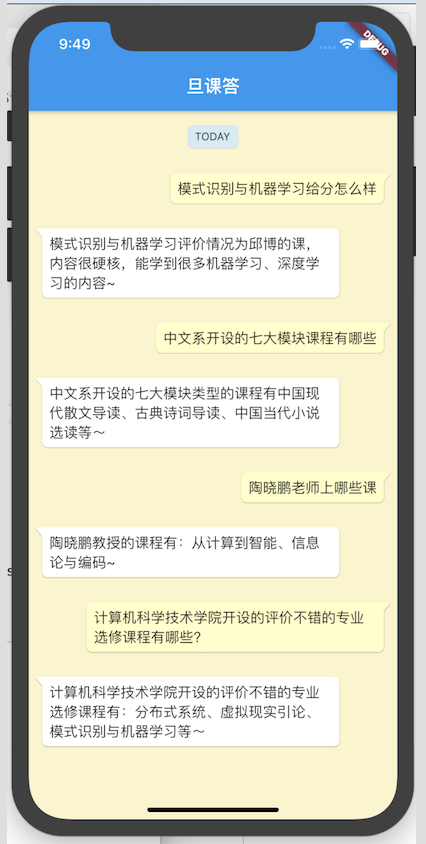 9:49
DEBUG
旦课答
TODAY
模式识别与机器学习给分怎么样
模式识别与机器学习评价情况为邱博的课，
内容很硬核，能学到很多机器学习、深度学
习的内容~
中文系开设的七大模块课程有哪些
中文系开设的七大模块类型的课程有中国现
代散文导读、古典诗词导读、中国当代小说
选读等～
陶晓鹏老师上哪些课
陶晓鹏教授的课程有：从计算到智能、信息
论与编码~
计算机科学技术学院开设的评价不错的专业
选修课程有哪些？
计算机科学技术学院开设的评价不错的专业
选修课程有：分布式系统、虚拟现实引论、
模式识别与机器学习等～